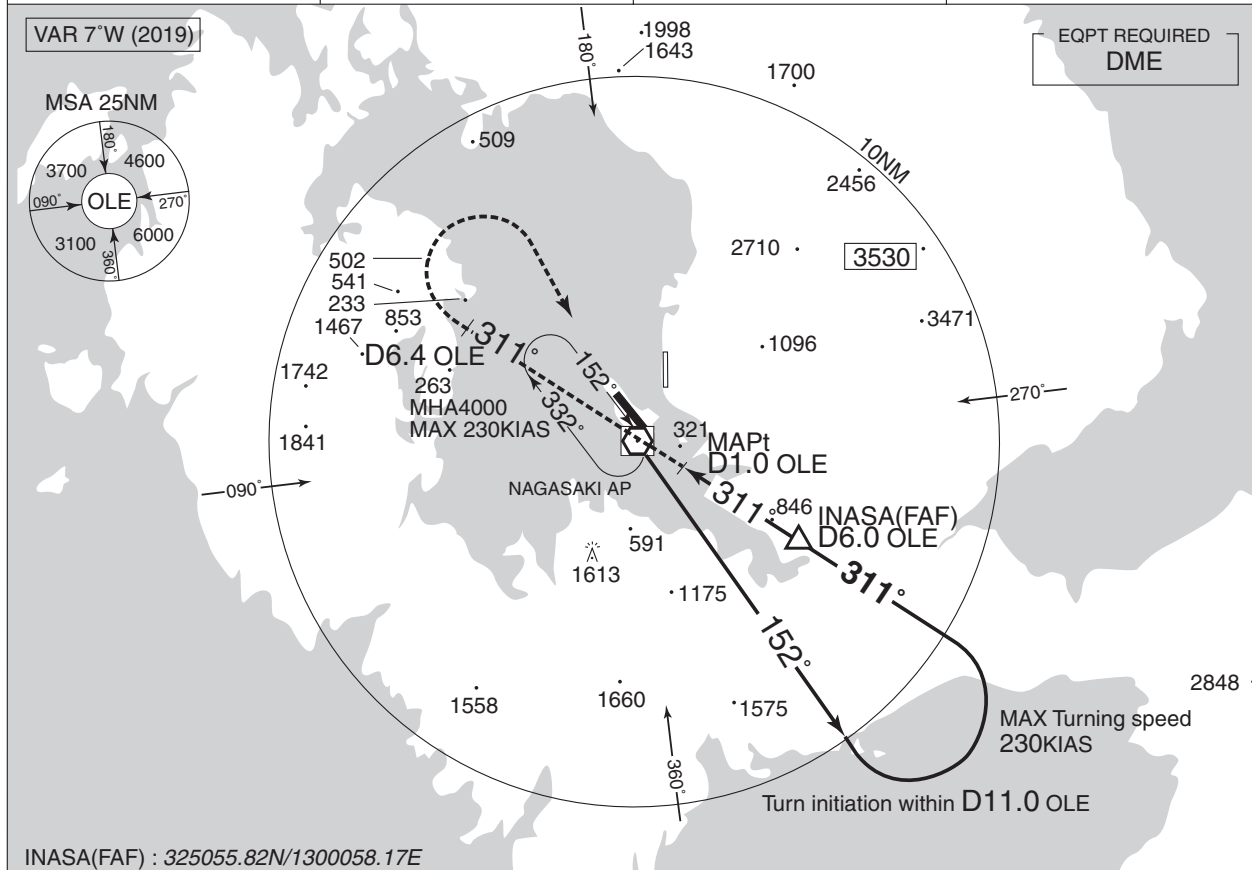 VAR 7°W (2019)
EQPT REQUIRED
DME
MSA 25NM
180°
3700
4600
090°
OLE
270°
3100
6000
360°
180°
1998
1643
1700
509
10NM
2456
2710
3530
502
541
233
853
1467
3471
1096
311°
D6.4 OLE
152°
1742
263
MHA4000
MAX 230KIAS
332°
270°
1841
321
MAPt
D1.0 OLE
090°
NAGASAKI AP
311°
846
INASA(FAF)
D6.0 OLE
591
1613
311°
1175
152°
2848
1558
1660
1575
MAX Turning speed
230KIAS
360°
Turn initiation within D11.0 OLE
INASA(FAF) : 325055.82N/1300058.17E